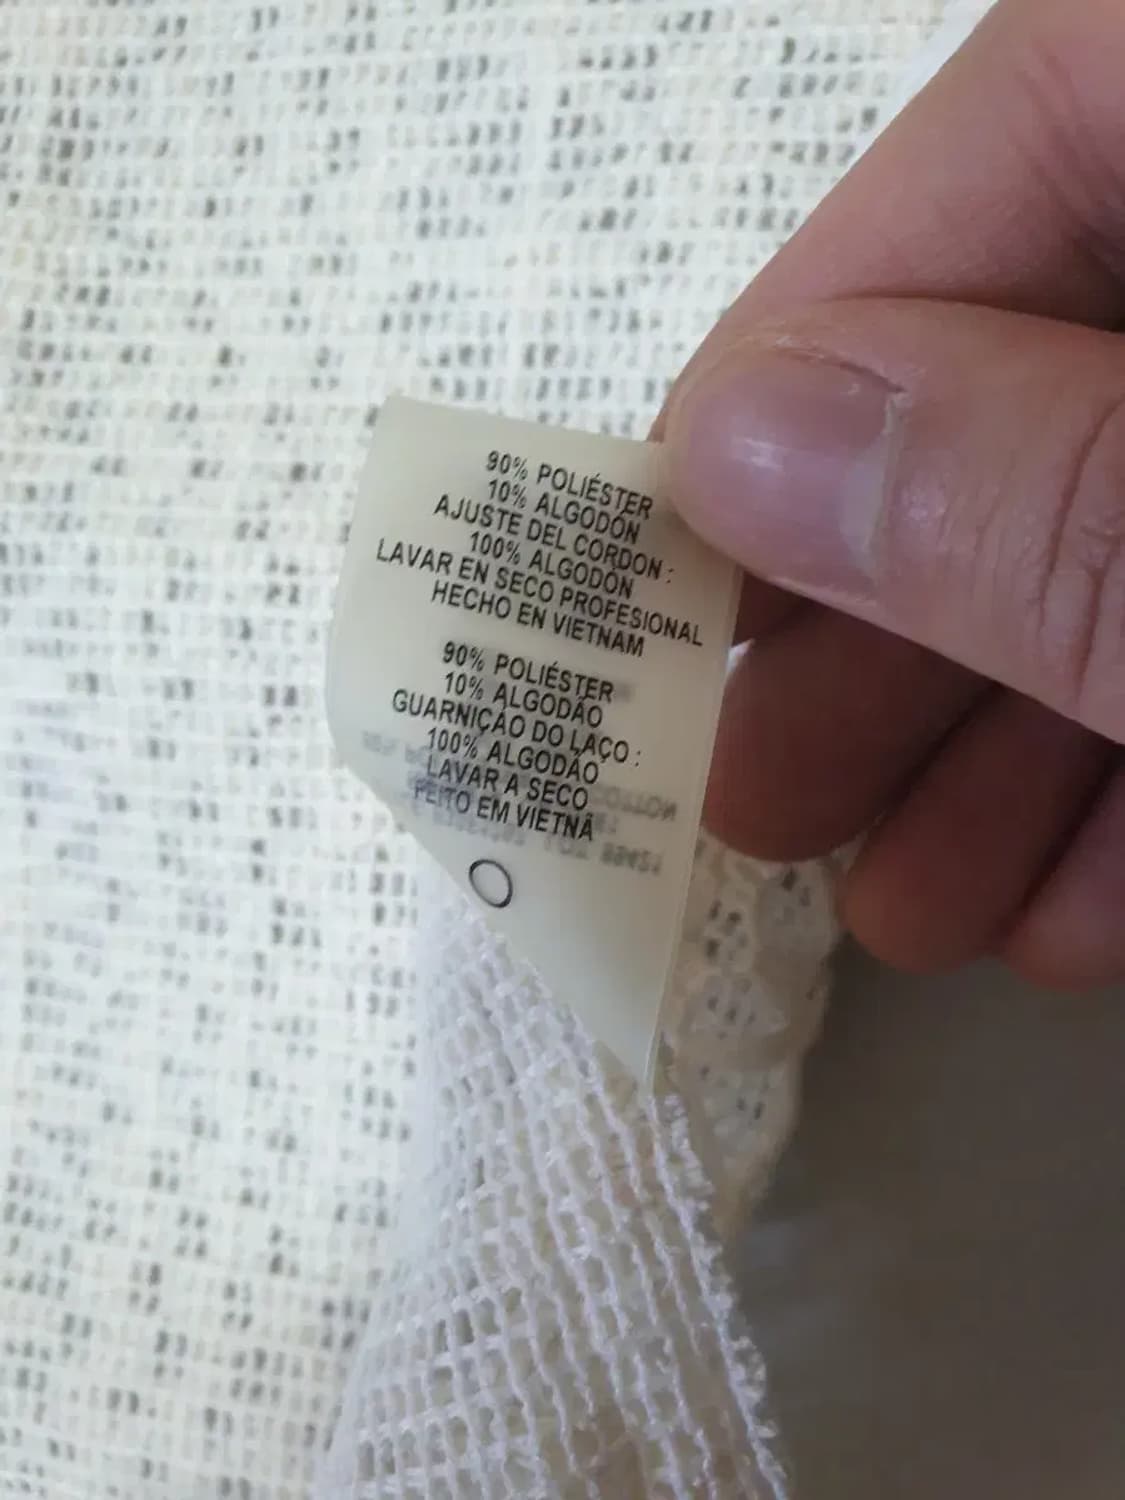 90% POLIÉSTER
10% ALGODÓN
AJUSTE DEL CORDON :
100% ALGODÓN
LAVAR EN SECO PROFESIONAL
HECHO EN VIETNAM
90% POLIÉSTER
10% ALGODÃO
GUARNIÇÃO DO LAÇO :
100% ALGODÃO
LAVAR A SECO
FEITO EM VIETNÃ